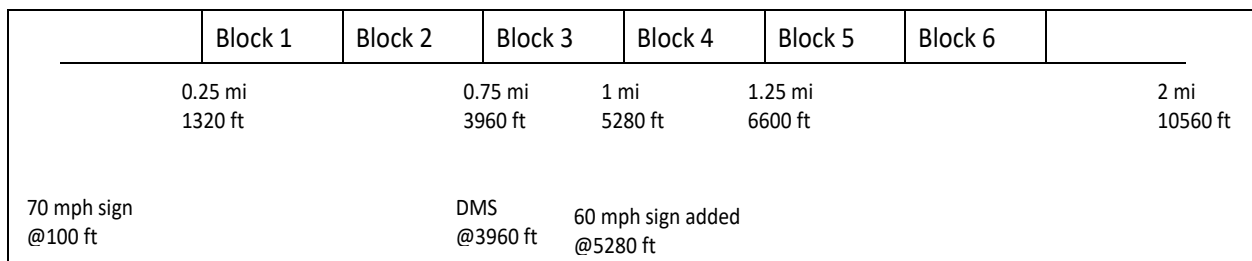 Block 1 Block 2 Block 3 Block 4 Block 5 Block 6
0.25 mi 0.75 mi 1 mi 1.25 mi 2 mi
1320 ft 3960 ft 5280 ft 6600 ft 10560 ft
70 mph sign DMS 60 mph sign added
@100 ft @3960 ft @5280 ft